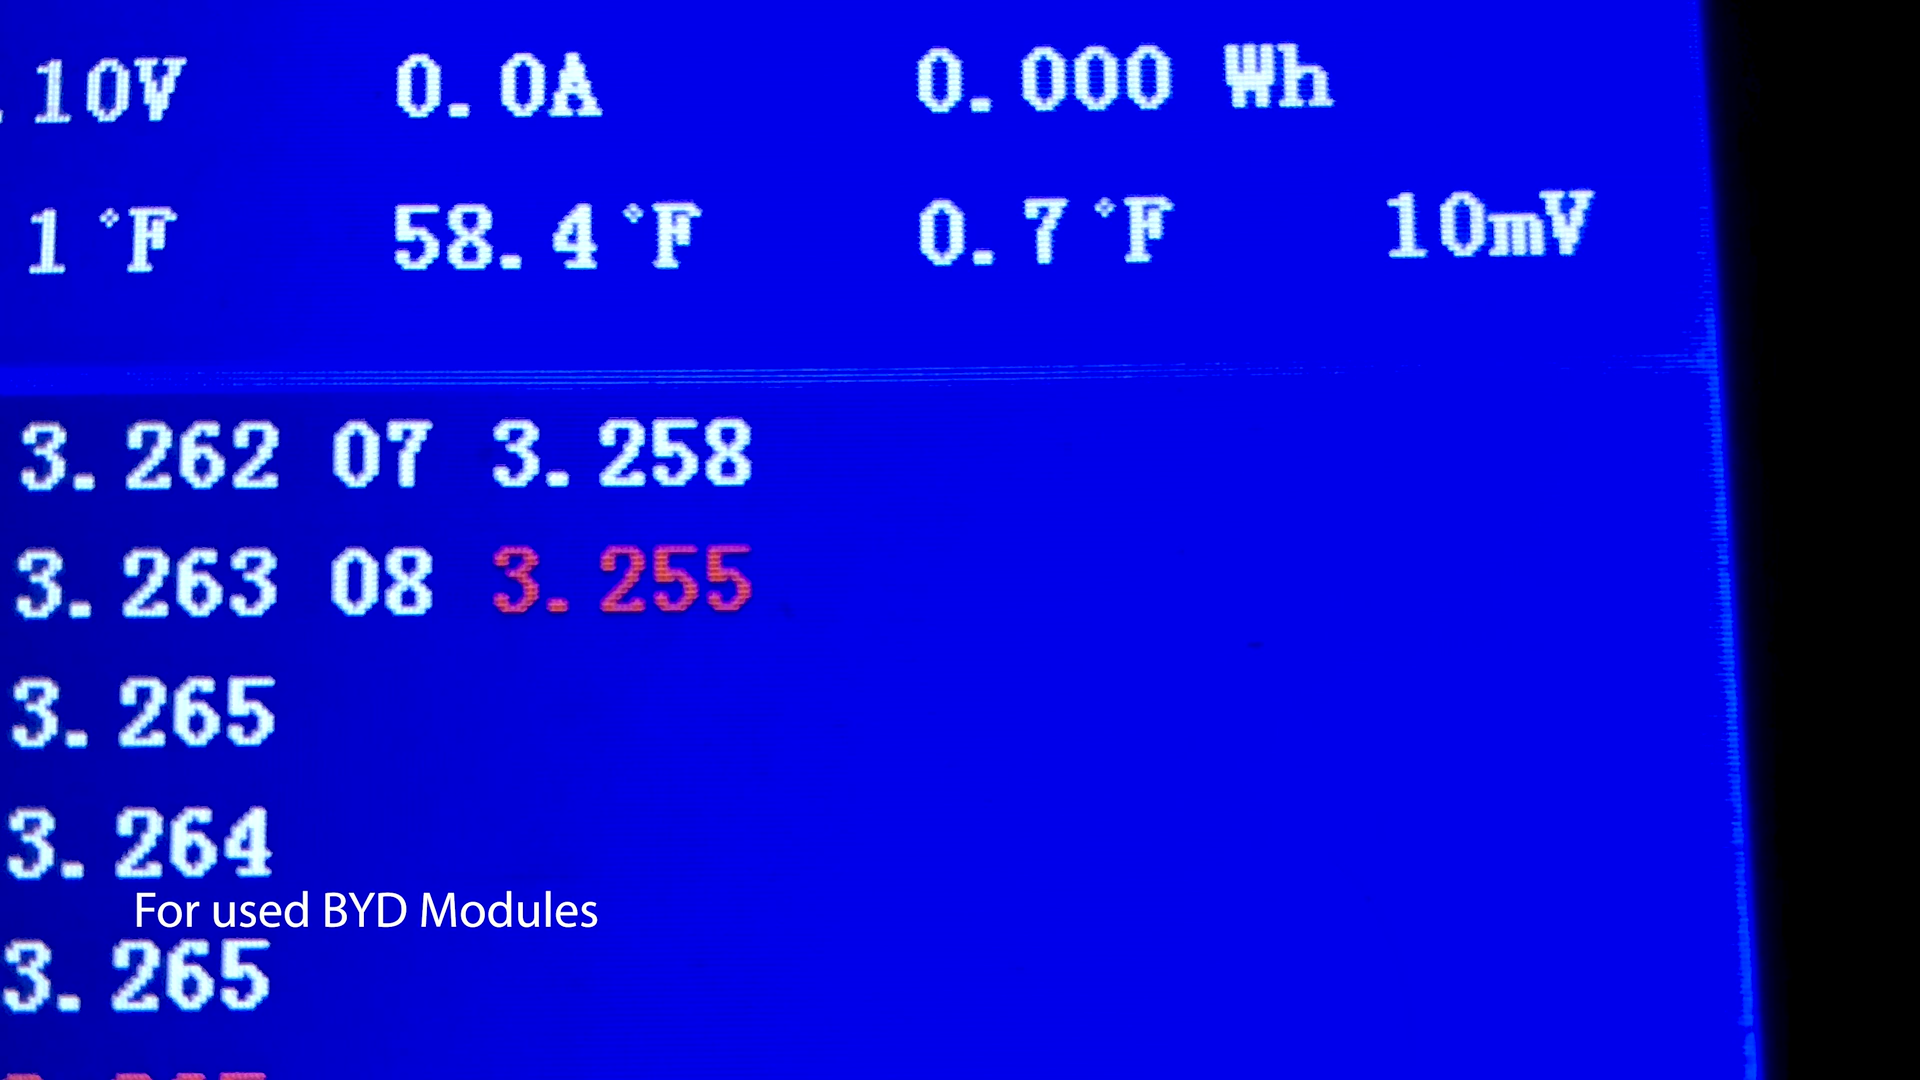 .10V 0.0A 0.000 Wh
1°F 58.4°F 0.7°F 10mV
3.262 07 3.258
3.263 08 3.255
3.265
3.264
For used BYD Modules
3.265